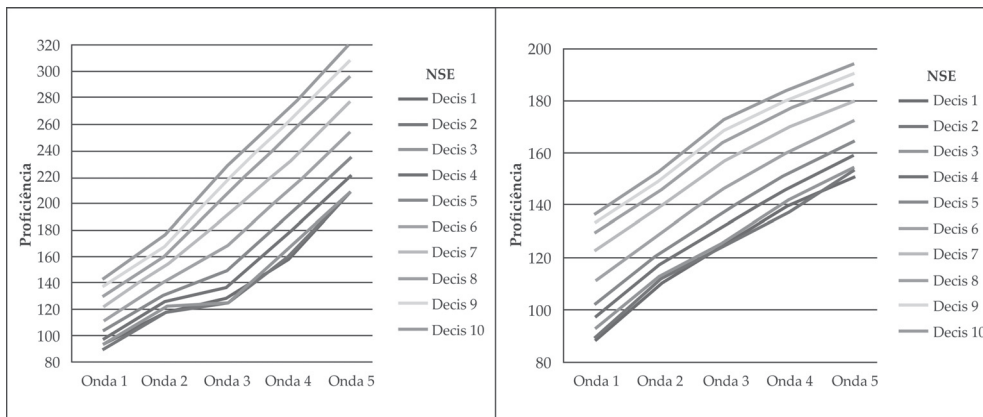 Proficiência
320
300
280
260
240
220
200
180
160
140
120
100
80
Onda 1 Onda 2 Onda 3 Onda 4 Onda 5
NSE
Decis 1
Decis 2
Decis 3
Decis 4
Decis 5
Decis 6
Decis 7
Decis 8
Decis 9
Decis 10
Proficiência
200
180
160
140
120
100
80
Onda 1 Onda 2 Onda 3 Onda 4 Onda 5
NSE
Decis 1
Decis 2
Decis 3
Decis 4
Decis 5
Decis 6
Decis 7
Decis 8
Decis 9
Decis 10